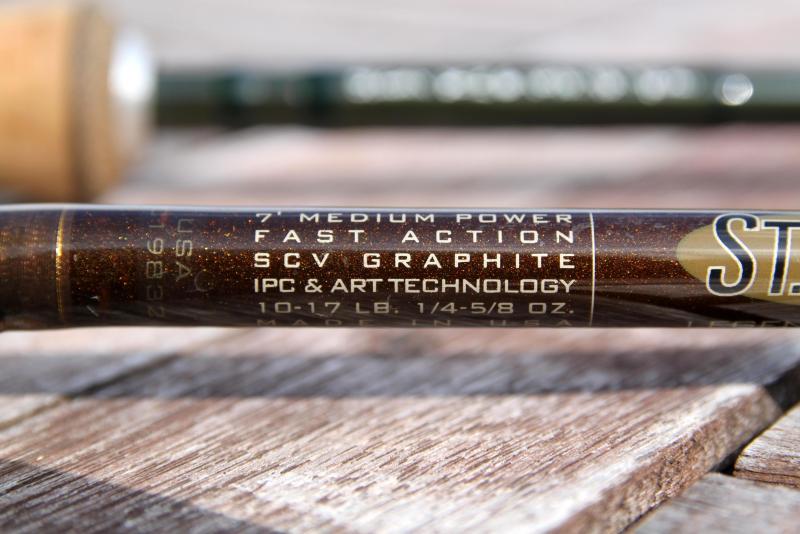 7' MEDIUM POWER
FAST ACTION
SCV GRAPHITE
IPC & ART TECHNOLOGY
10-17 LB. 1/4-5/8 OZ.
MADE IN USA
USA
ST.